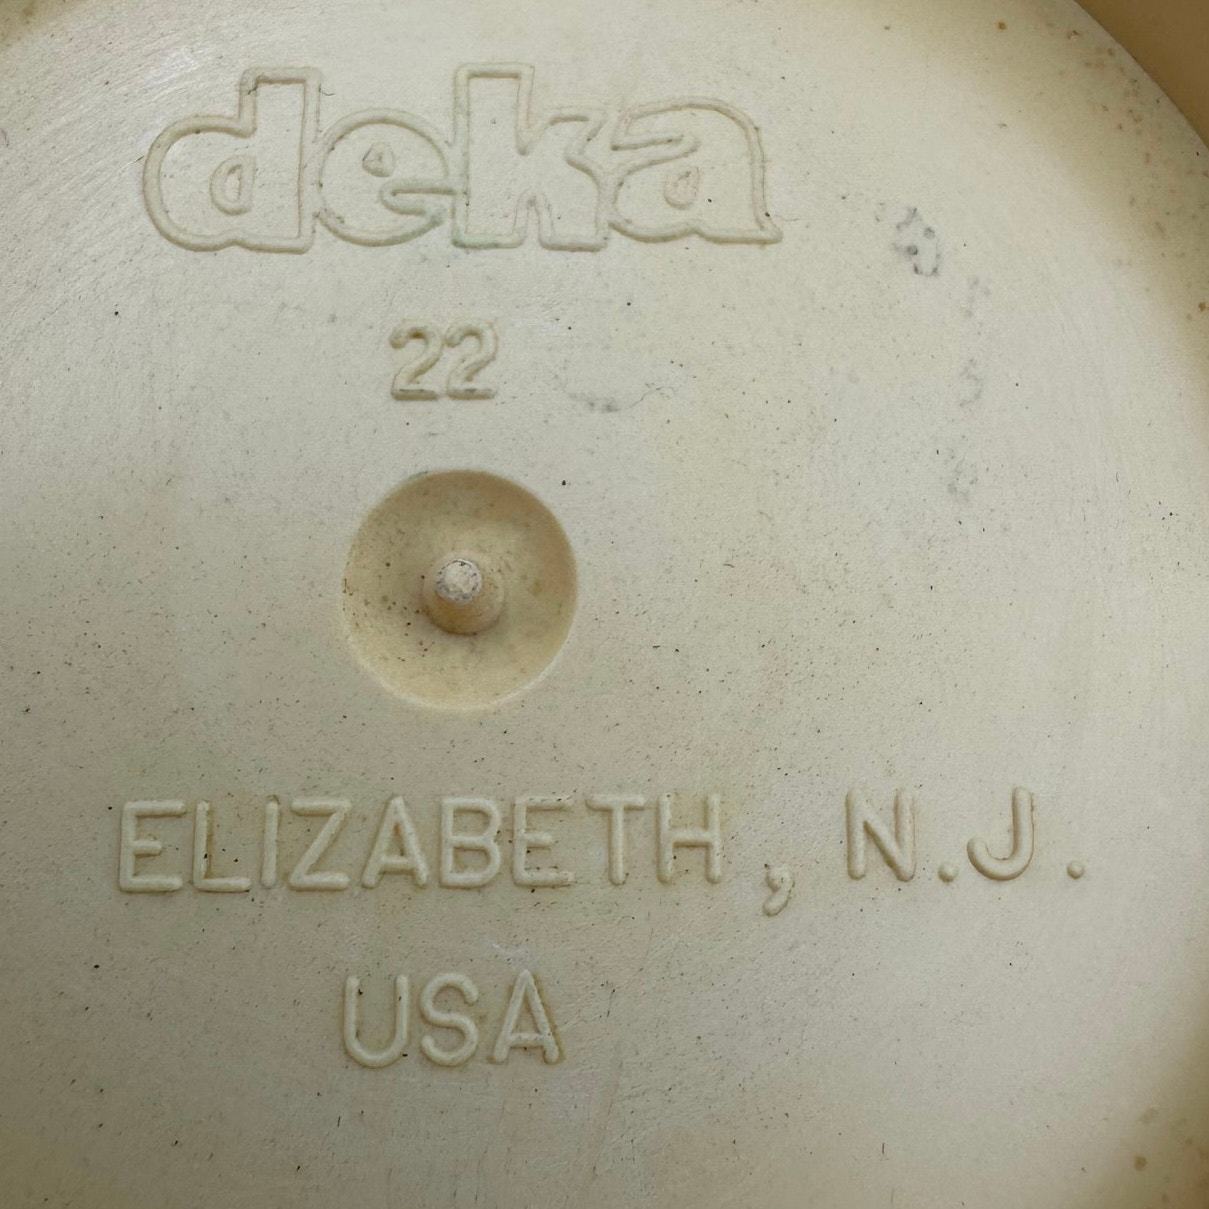 deka
22
ELIZABETH, N.J.
USA